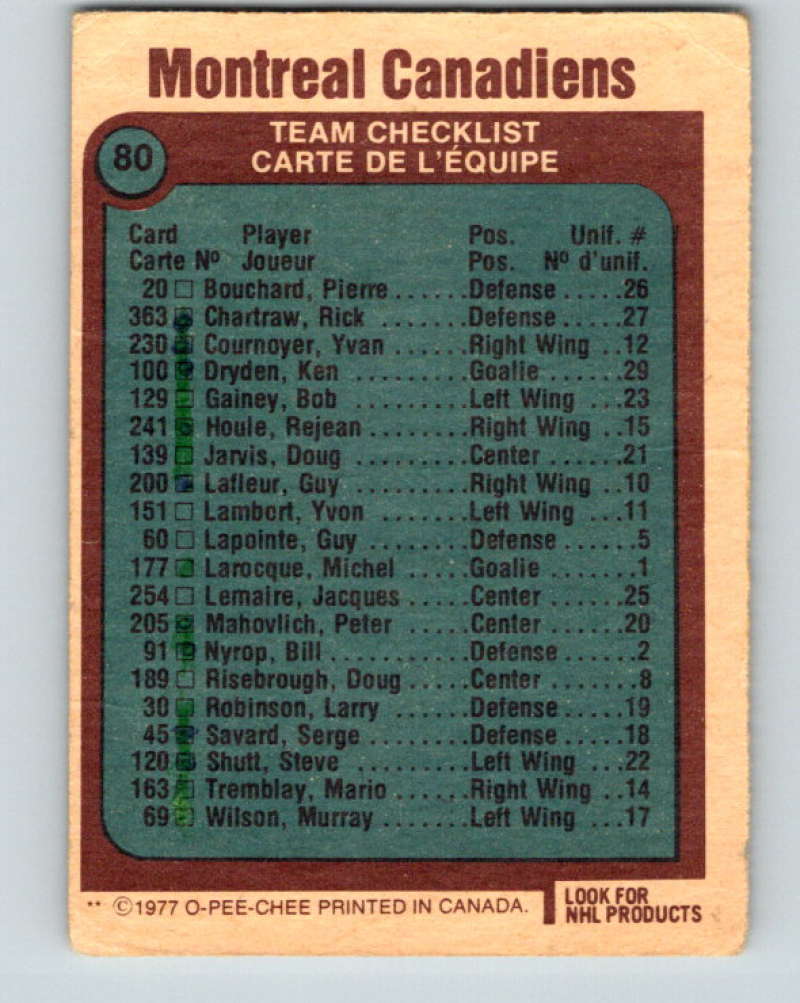 Montreal Canadiens
80
TEAM CHECKLIST
CARTE DE L'ÉQUIPE
Card Player Pos. Unif. #
Carte Nº Joueur Pos. Nº d'unif.
20 □ Bouchard, Pierre......Defense.....26
363 □ Chartraw, Rick .......Defense.....27
230 □ Cournoyer, Yvan ......Right Wing ..12
100 □ Dryden, Ken .........Goalie......29
129 □ Gainey, Bob .........Left Wing ...23
241 □ Houle, Rejean........Right Wing ..15
139 □ Jarvis, Doug .........Center......21
200 □ Lafleur, Guy .........Right Wing ..10
151 □ Lambert, Yvon .......Left Wing ...11
60 □ Lapointe, Guy ........Defense......5
177 □ Larocque, Michel .....Goalie.......1
254 □ Lemaire, Jacques .....Center ......25
205 □ Mahovlich, Peter .....Center ......20
91 □ Nyrop, Bill...........Defense......2
189 □ Risebrough, Doug.....Center .......8
30 □ Robinson, Larry ......Defense.....19
45 □ Savard, Serge ........Defense.....18
120 □ Shutt, Steve .........Left Wing ...22
163 □ Tremblay, Mario ......Right Wing ..14
69 □ Wilson, Murray .......Left Wing ...17
** ©1977 O-PEE-CHEE PRINTED IN CANADA.
LOOK FOR
NHL PRODUCTS